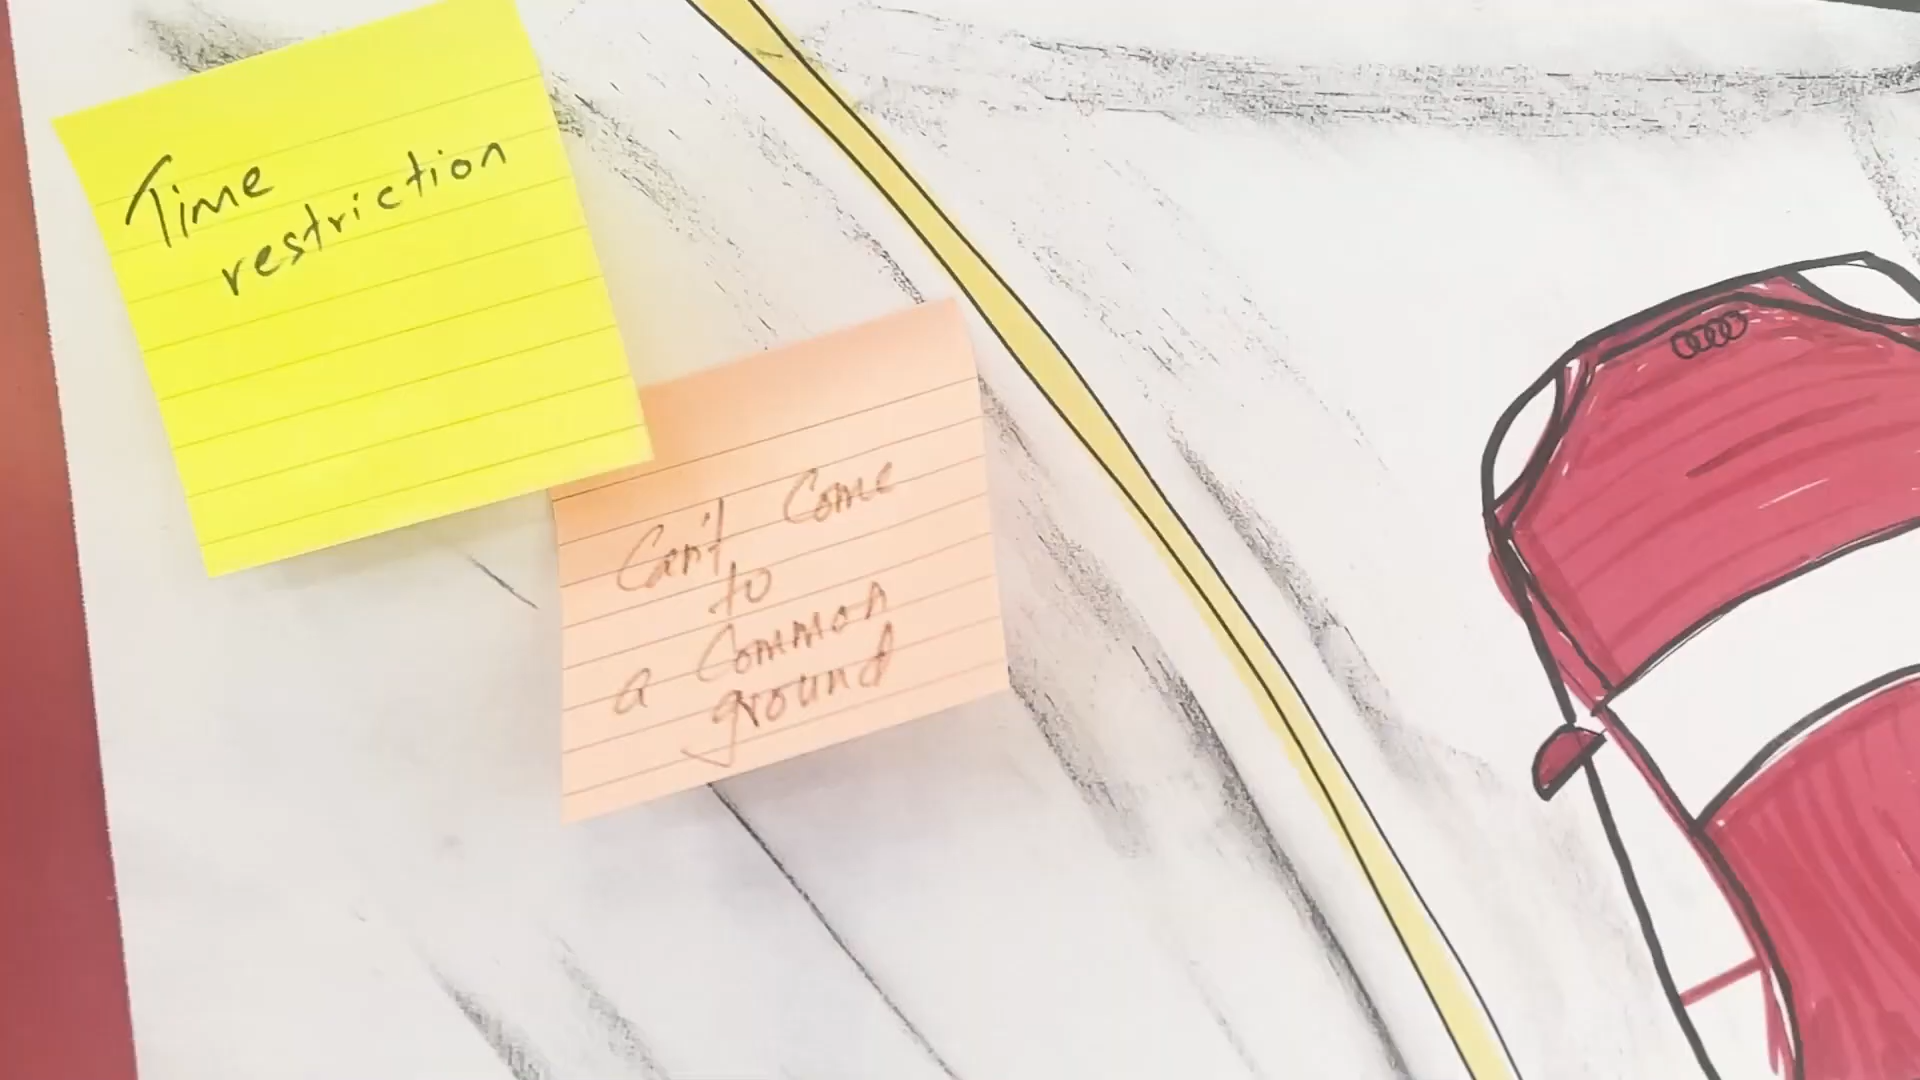 Time
restriction
Can't Come
to
a Common
ground